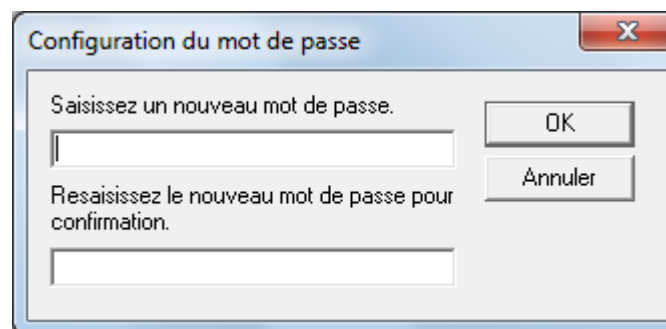 Configuration du mot de passe
Saisissez un nouveau mot de passe.
OK
Annuler
Resaisissez le nouveau mot de passe pour
confirmation.